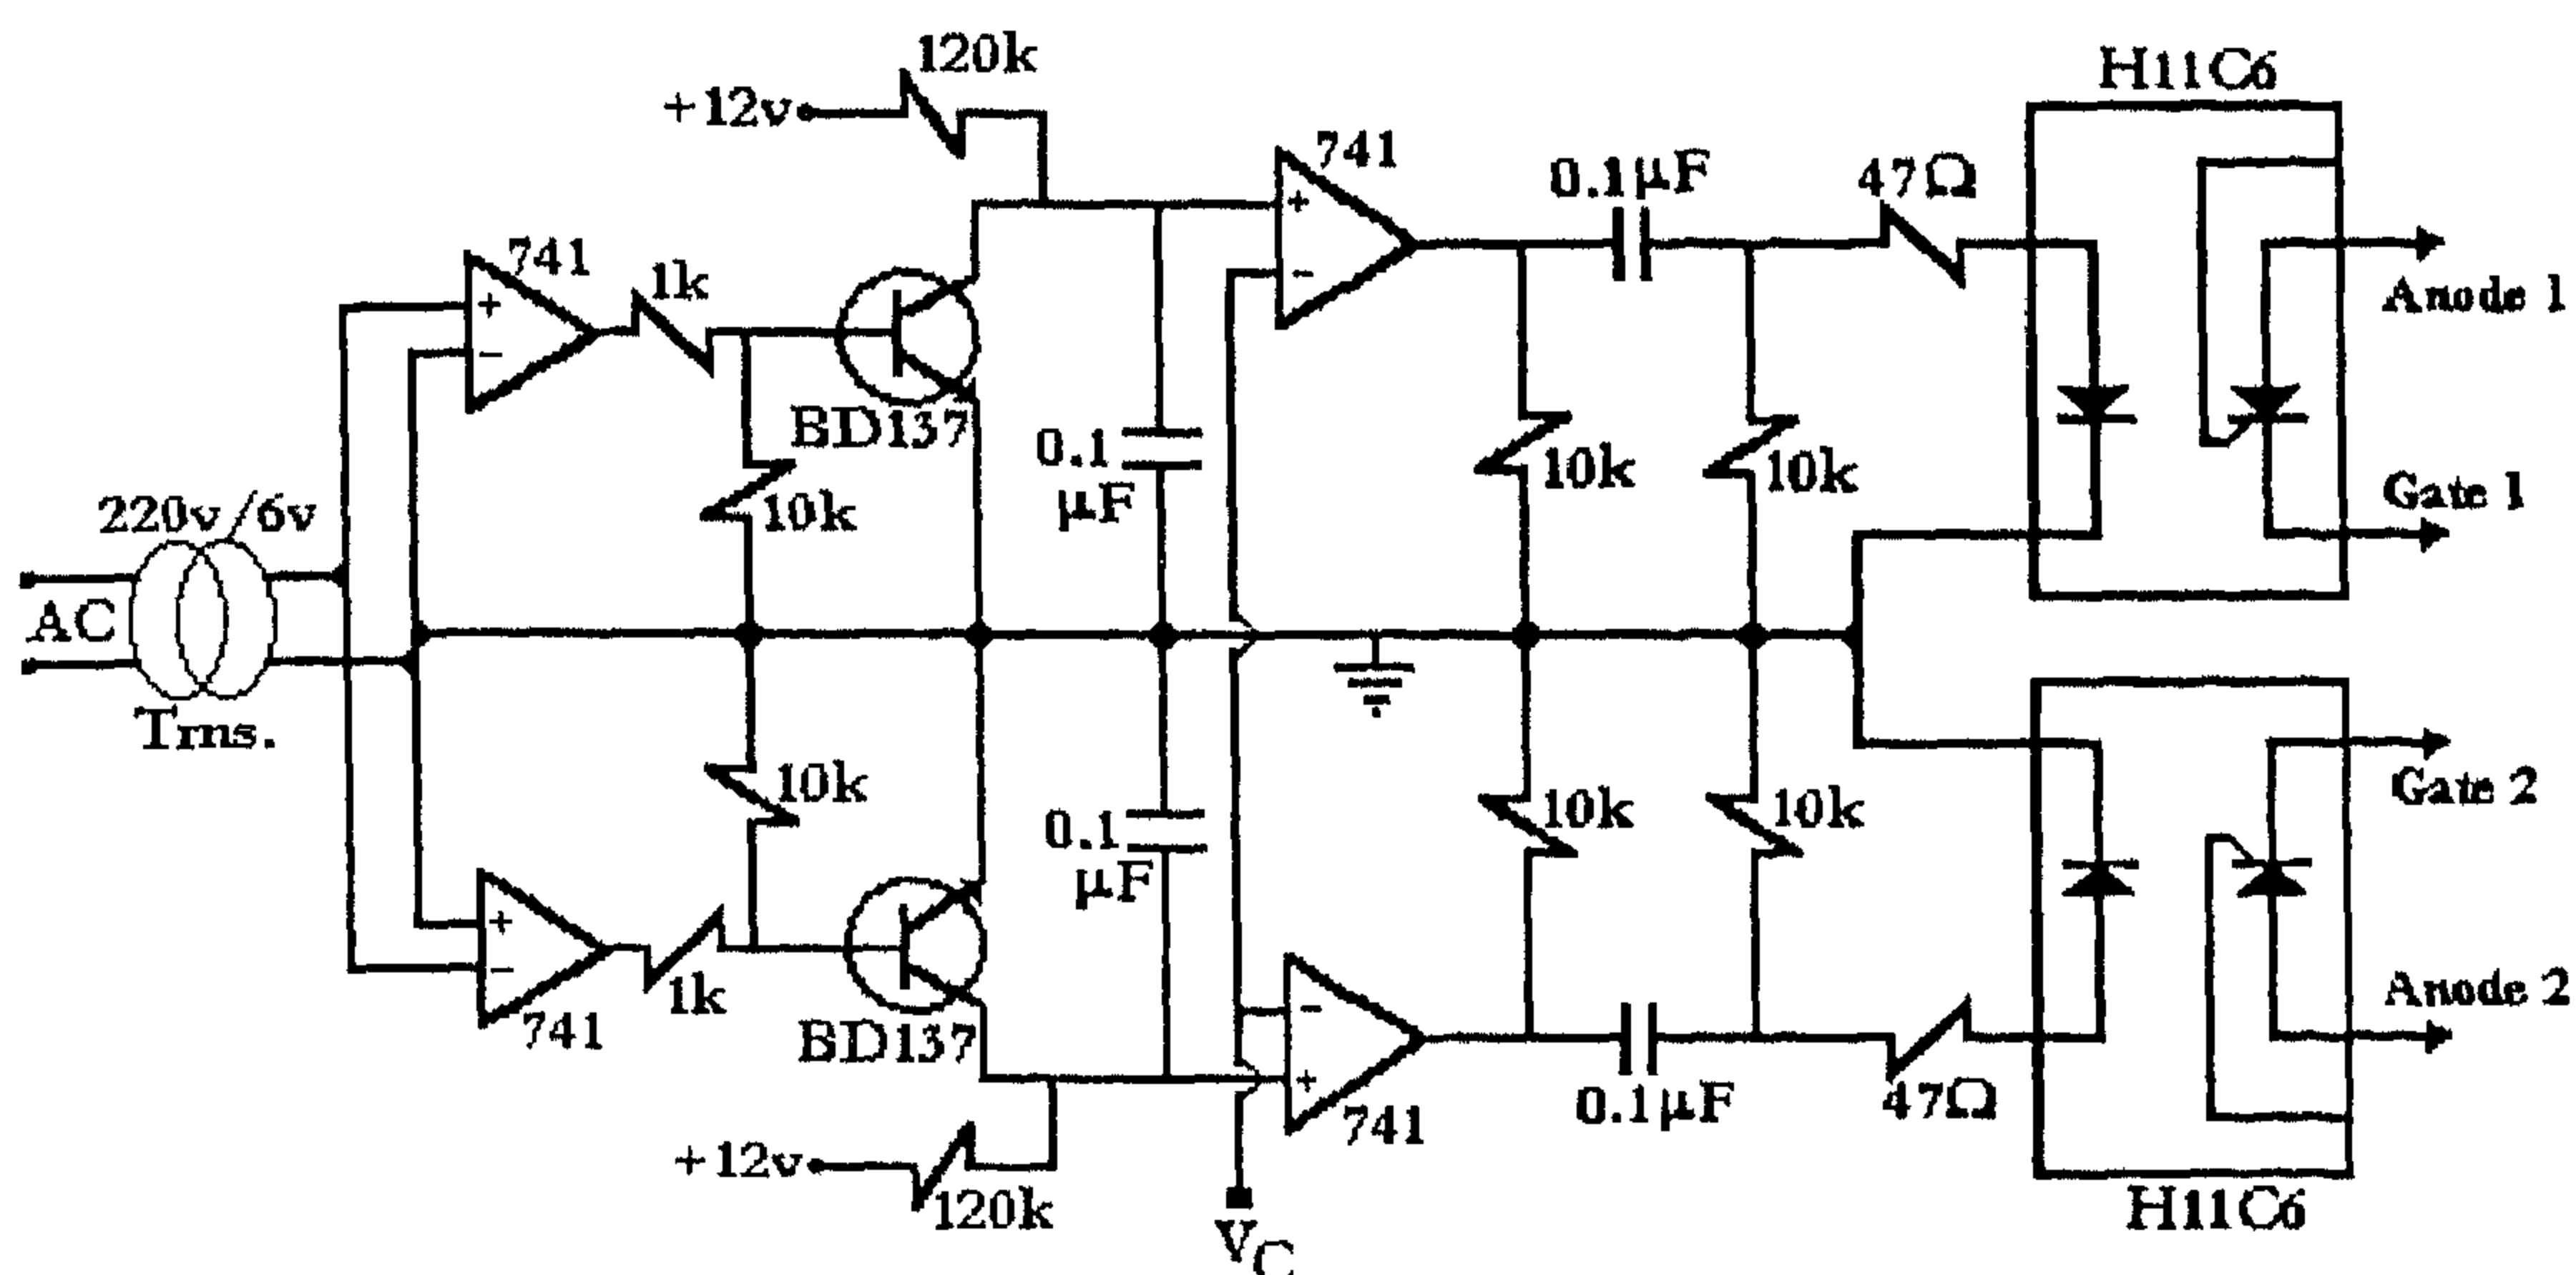 120k
H11C6
+12v
741
0.1µF
47Ω
741
1k
Anode 1
BD137
0.1
µF
10k
10k
10k
220v/6v
Gate 1
AC
Trns.
10k
0.1
µF
10k
10k
Gate 2
1k
741
BD137
Anode 2
0.1µF
47Ω
741
+12v
120k
VC
H11C6
+
−
+
−
+
−
−
+